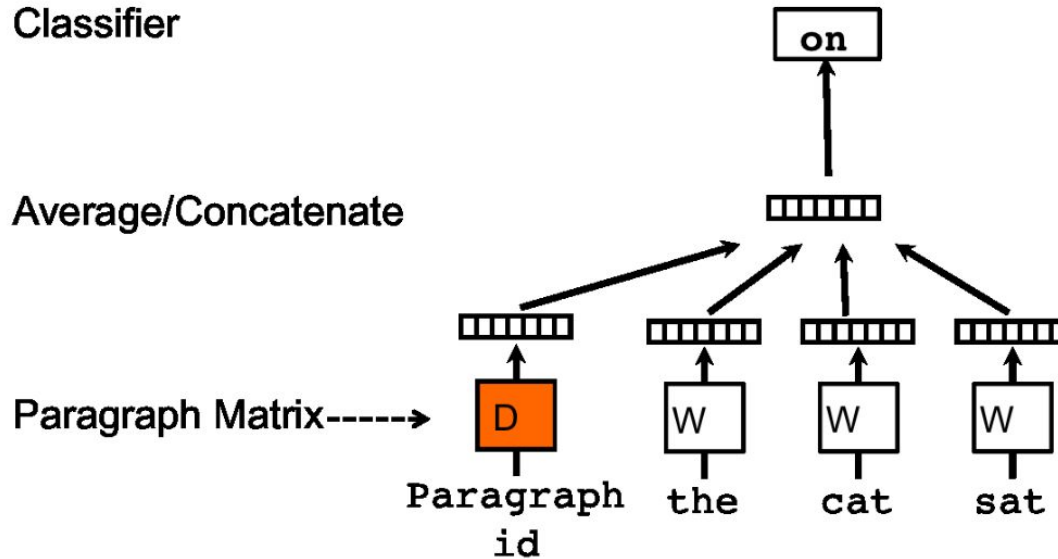 Classifier
on
Average/Concatenate
Paragraph Matrix
D
W
W
W
Paragraph
id
the
cat
sat